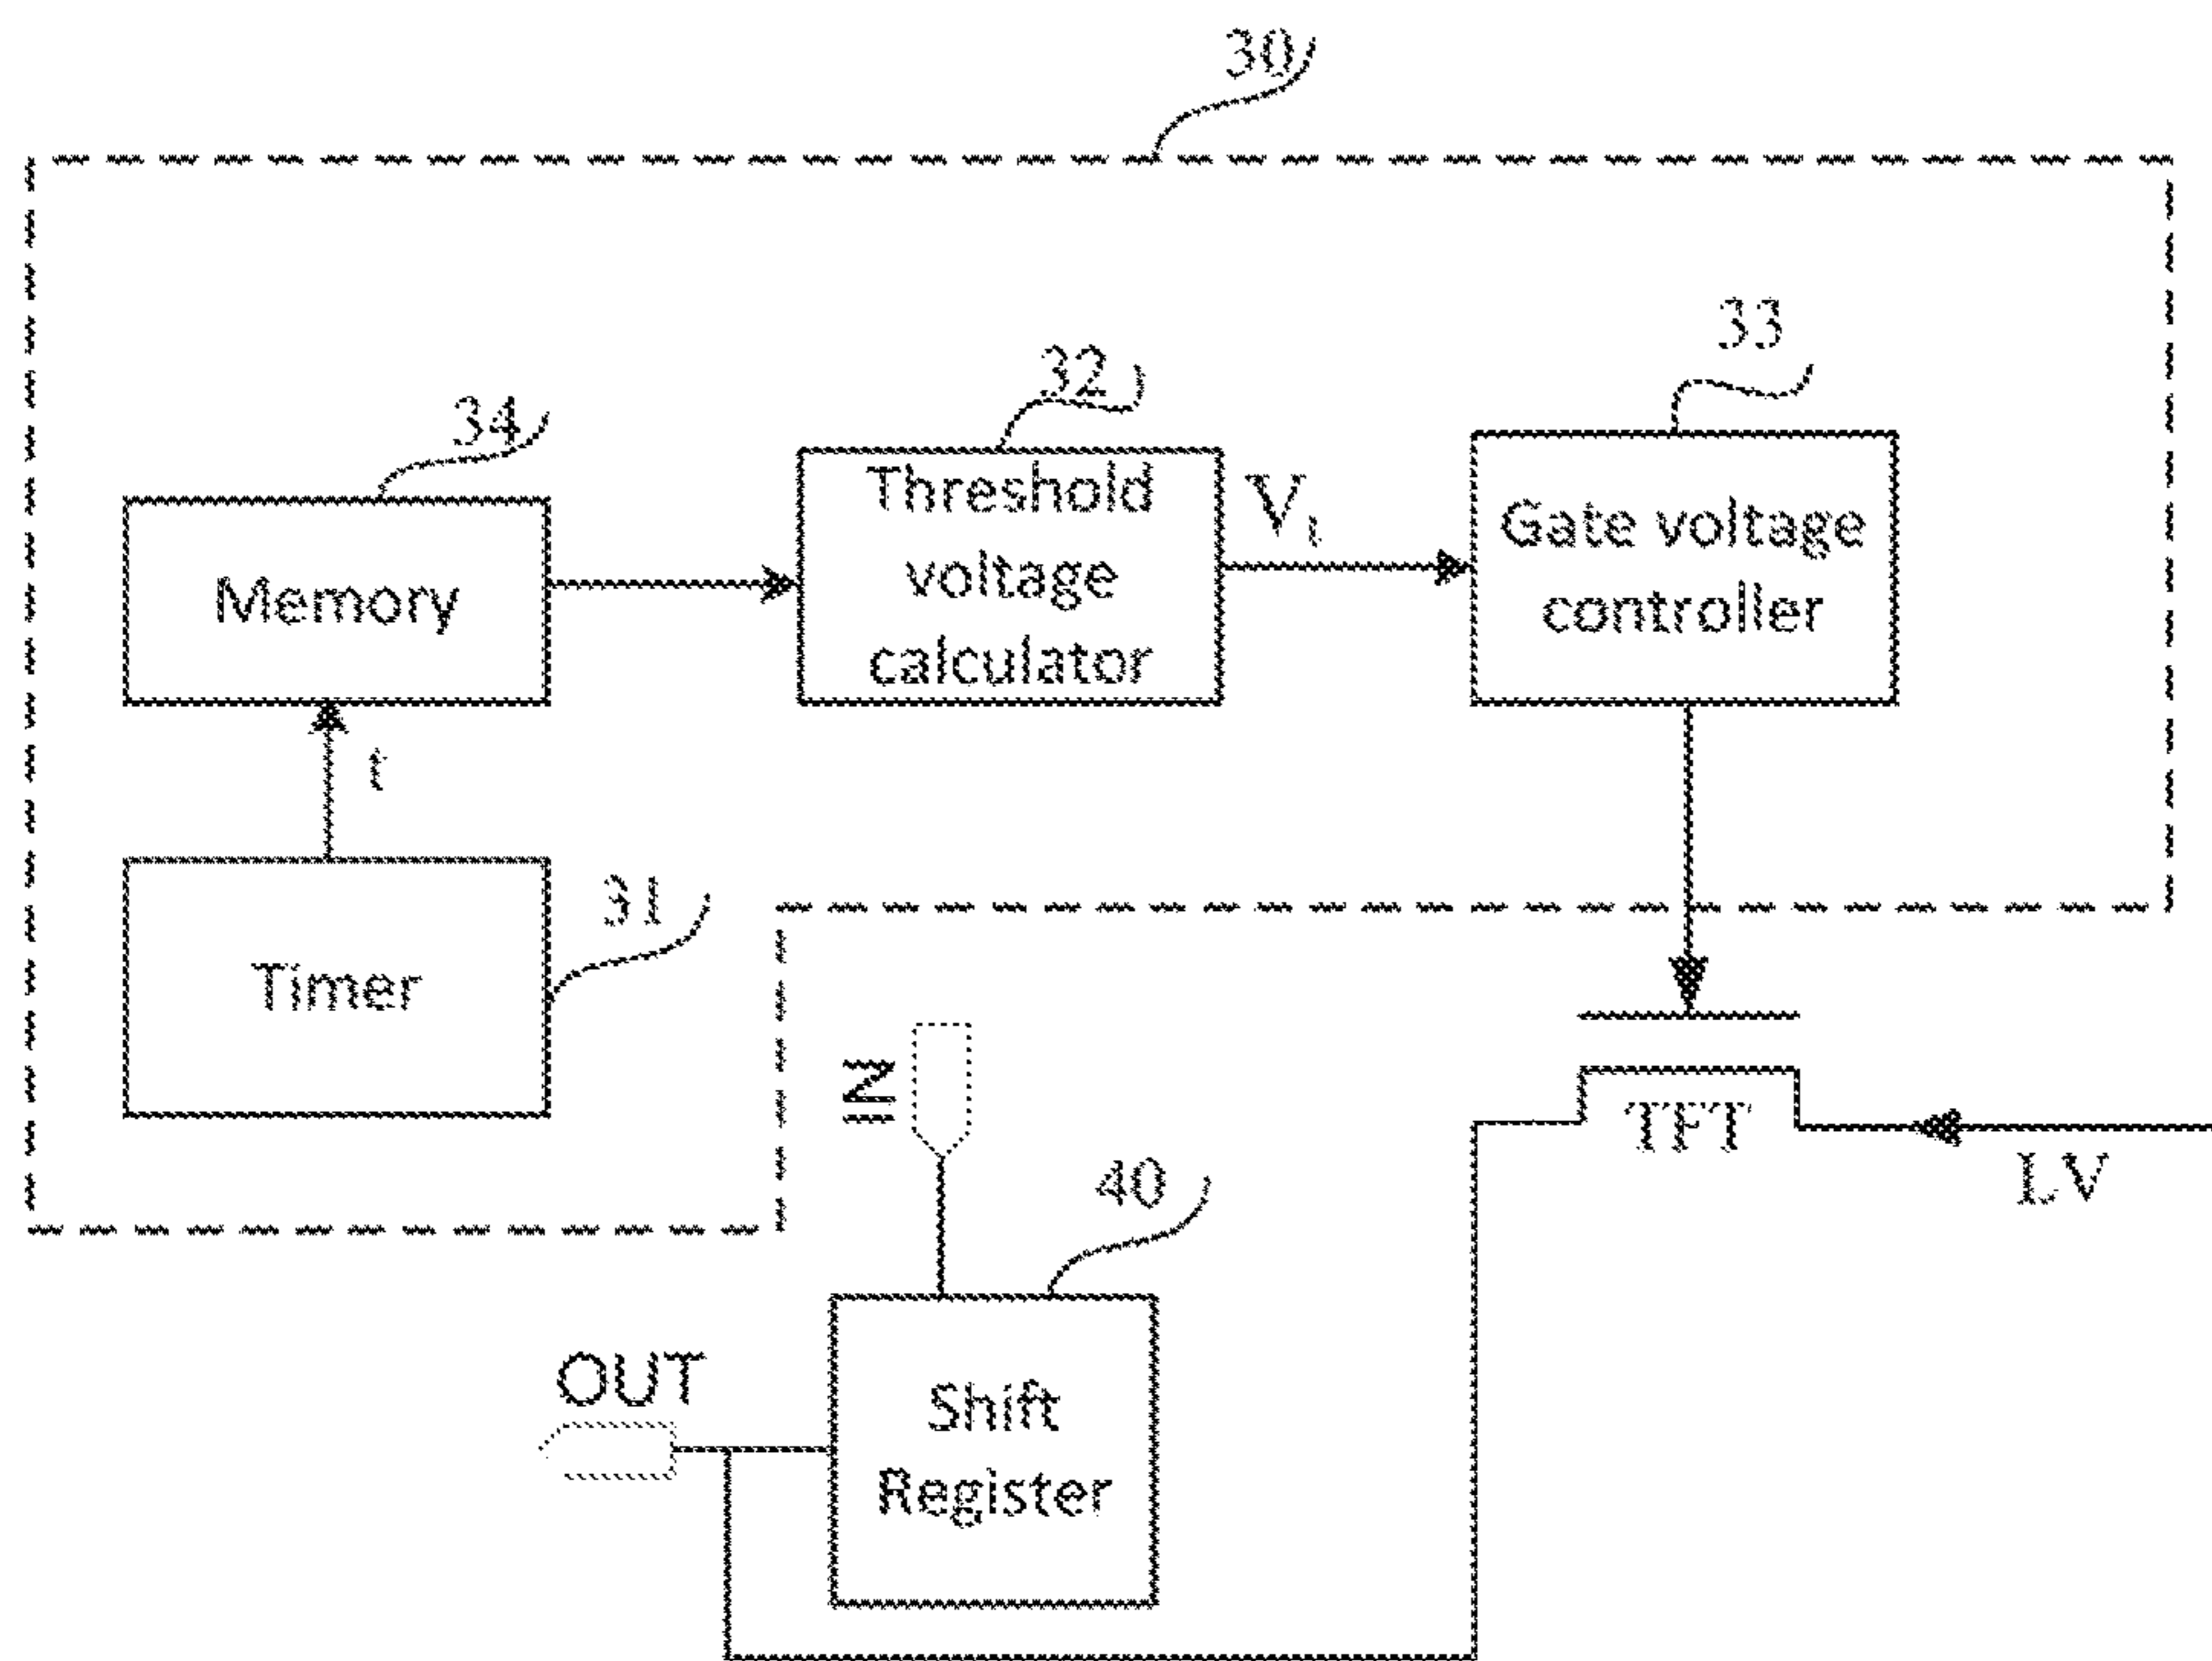 30
33
32
34
Threshold
voltage
calculator
Vt
Gate voltage
controller
Memory
t
31
Timer
IN
TFT
40
LV
OUT
Shift
Register